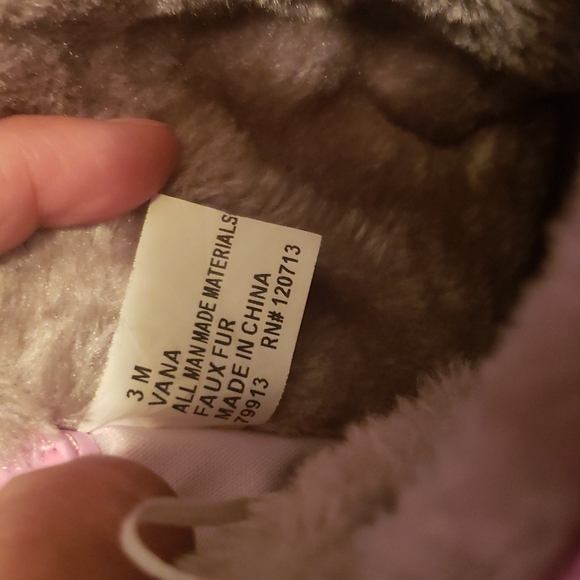 3 M
VANA
ALL MAN MADE MATERIALS
FAUX FUR
MADE IN CHINA
79913 RN# 120713